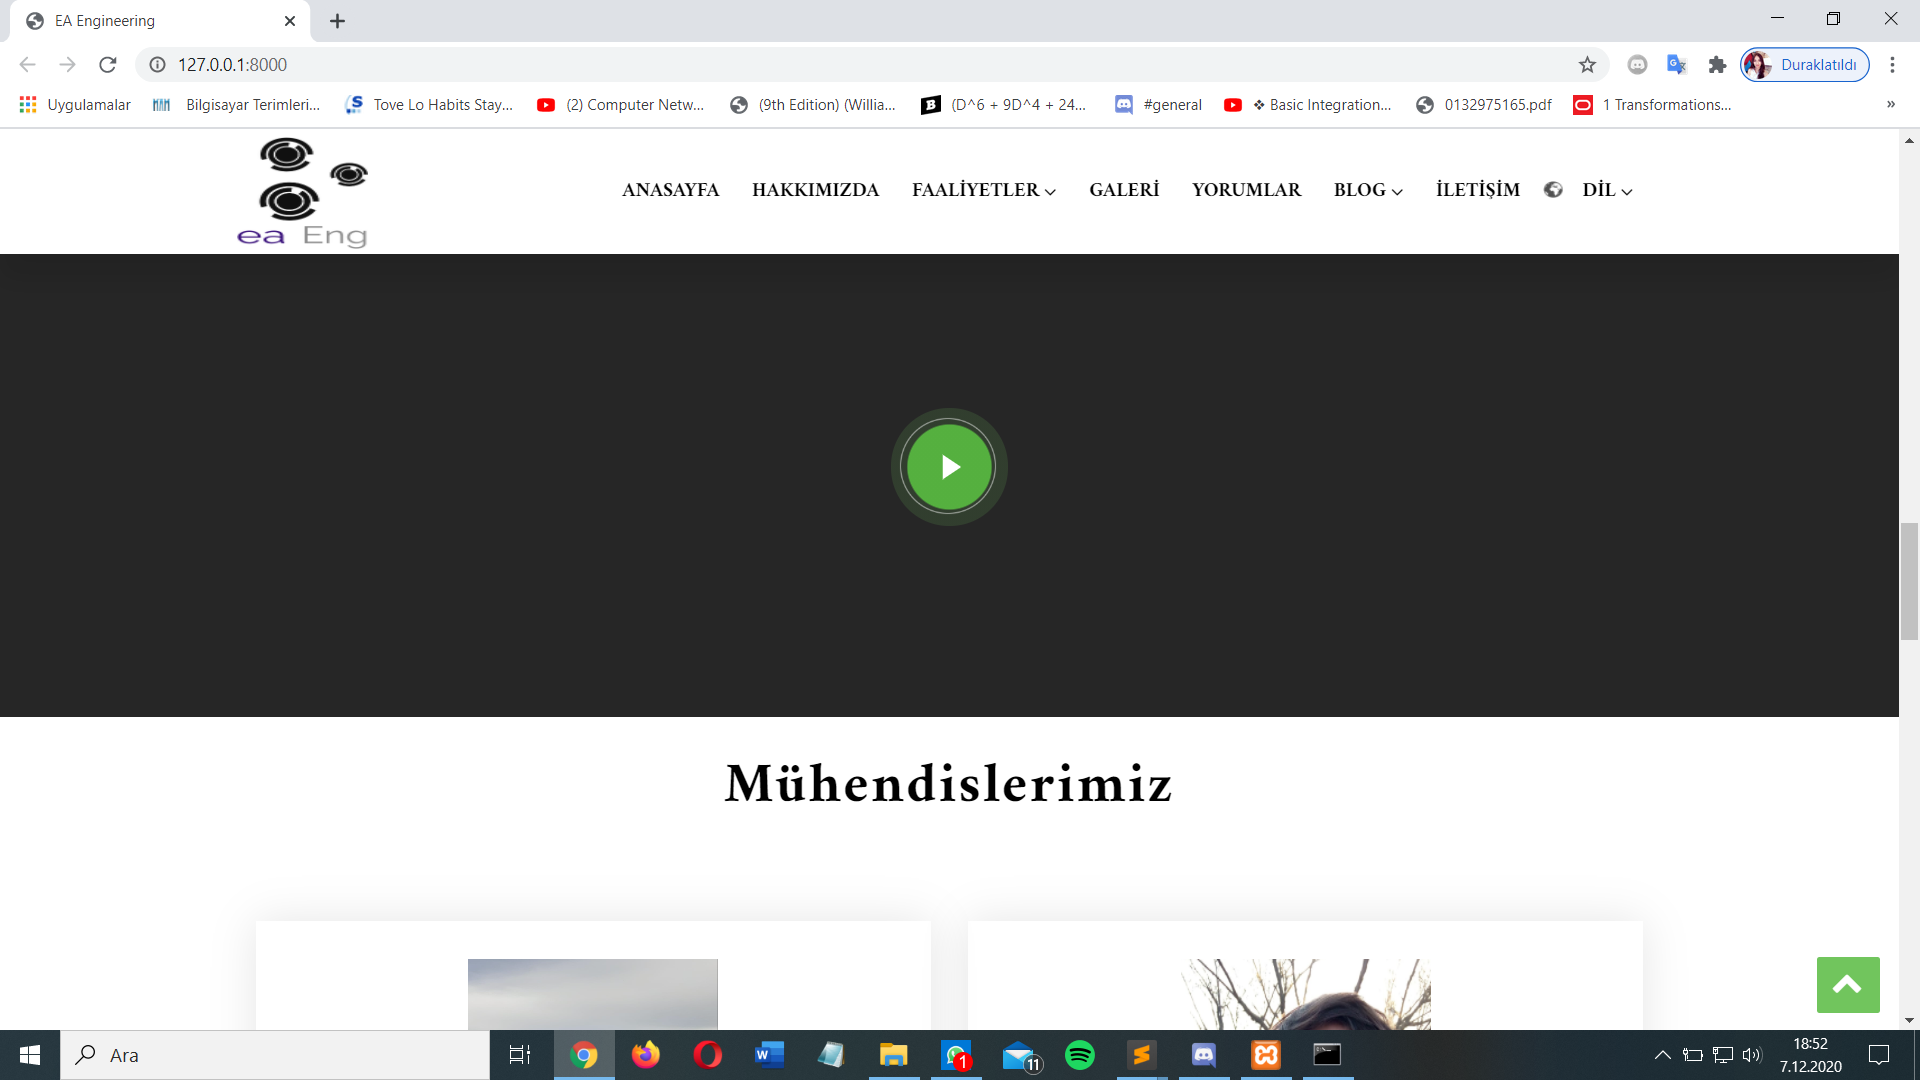 EA Engineering
127.0.0.1:8000
Duraklatıldı
Uygulamalar
Bilgisayar Terimleri...
Tove Lo Habits Stay...
(2) Computer Netw...
(9th Edition) (Willia...
(D^6 + 9D^4 + 24...
#general
❖ Basic Integration...
0132975165.pdf
1 Transformations...
»
ea Eng
ANASAYFA
HAKKIMIZDA
FAALİYETLER
GALERİ
YORUMLAR
BLOG
İLETİŞİM
DİL
Mühendislerimiz
Ara
1
11
18:52
7.12.2020